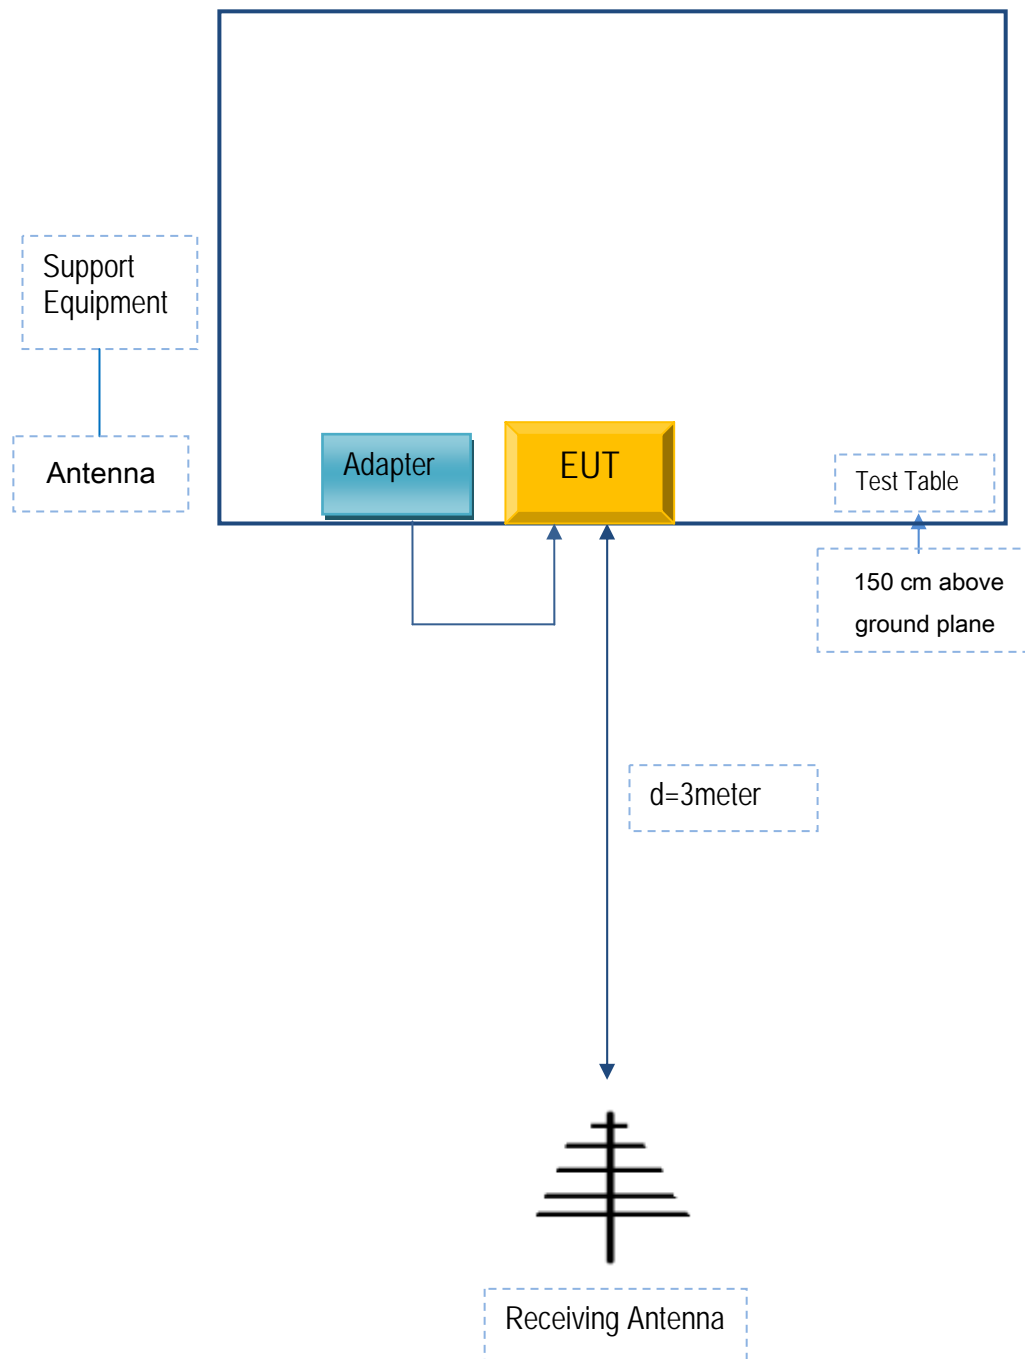 Support
Equipment
Antenna
Adapter
EUT
Test Table
150 cm above
ground plane
d=3meter
Receiving Antenna